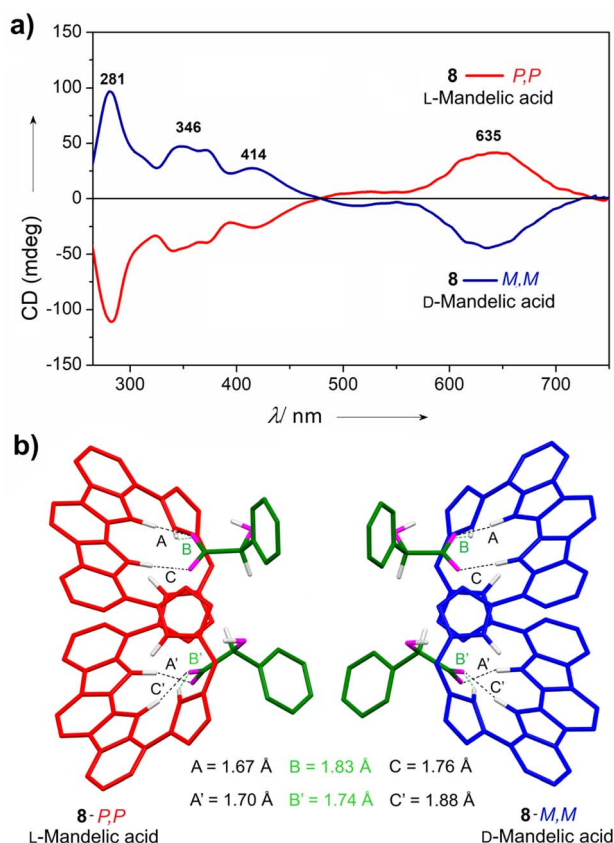 a)
8 — P,P
L-Mandelic acid
281
346
414
635
150
100
50
0
-50
-100
-150
CD (mdeg)
8 — M,M
D-Mandelic acid
300 400 500 600 700
λ/ nm
b)
A A
B B
C C
B' B'
A' A'
C' C'
A = 1.67 Å B = 1.83 Å C = 1.76 Å
A' = 1.70 Å B' = 1.74 Å C' = 1.88 Å
8-P,P 8-M,M
L-Mandelic acid D-Mandelic acid